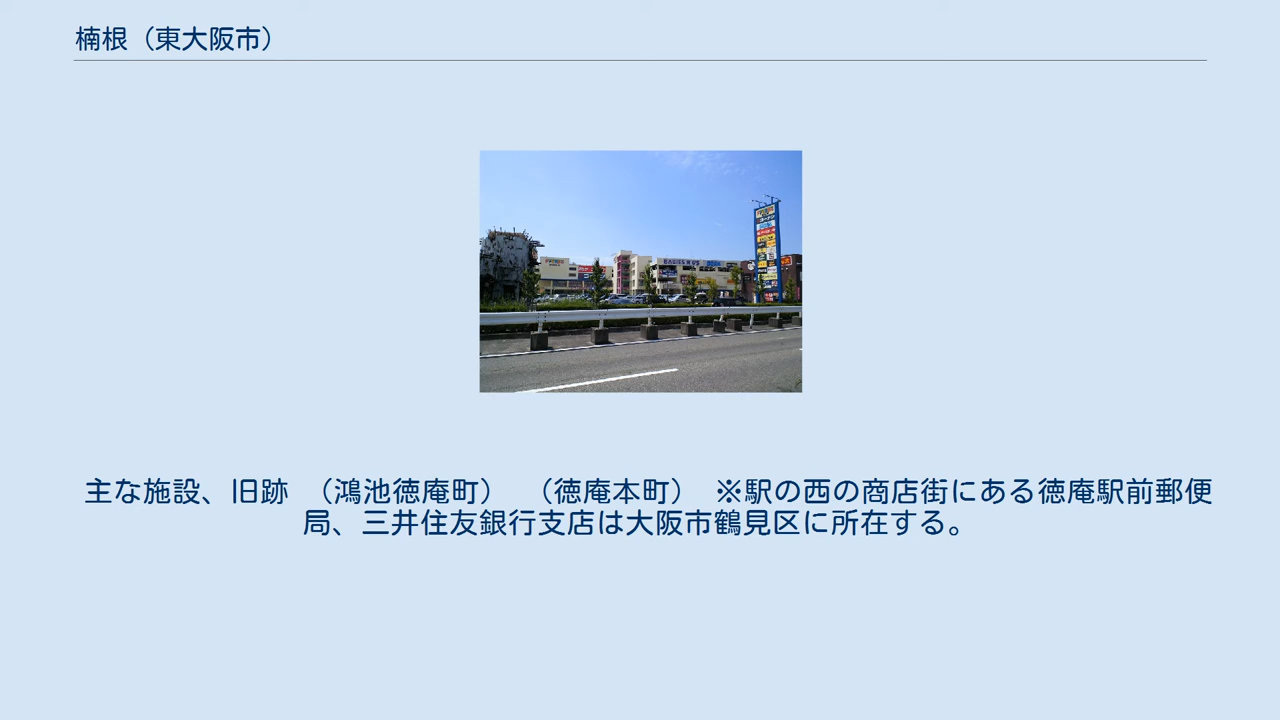 楠根（東大阪市）
主な施設、旧跡　（鴻池徳庵町）　（徳庵本町）　※駅の西の商店街にある徳庵駅前郵便
局、三井住友銀行支店は大阪市鶴見区に所在する。